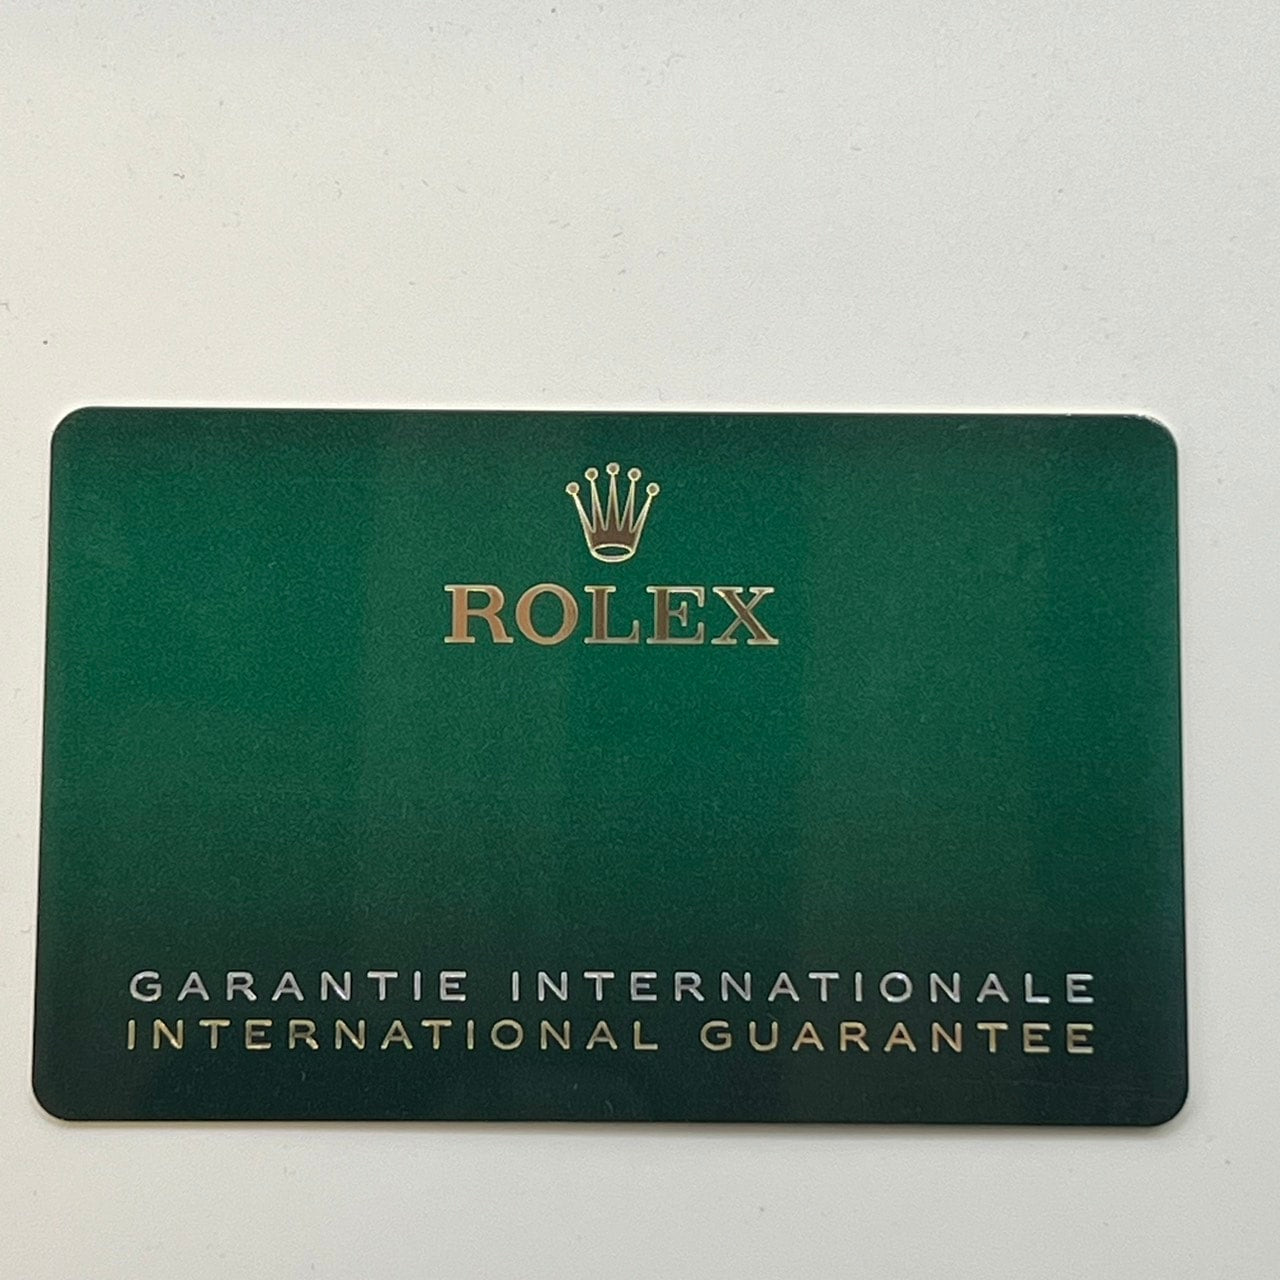 ROLEX
GARANTIE INTERNATIONALE
INTERNATIONAL GUARANTEE